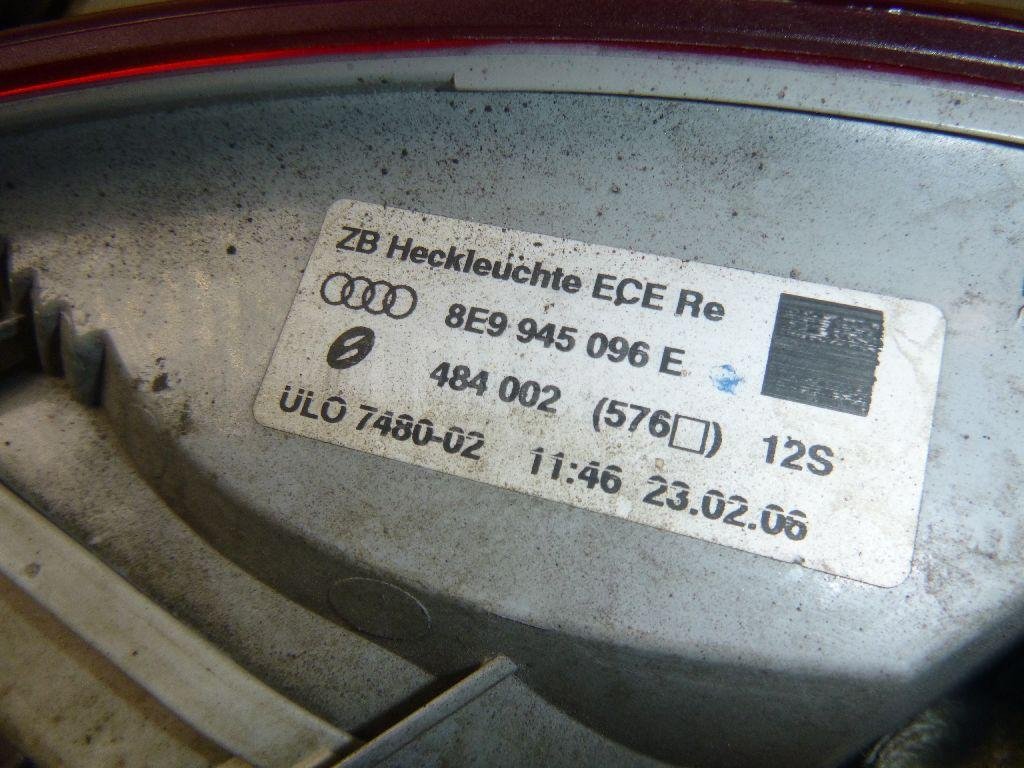 ZB Heckleuchte ECE Re
8E9 945 096 E
484 002 (576□) 12S
ULO 7480-02 11:46 23.02.06